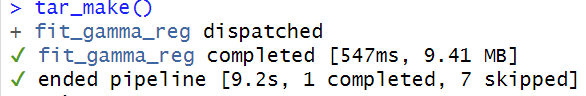 > tar_make()
+ fit_gamma_reg dispatched
✔ fit_gamma_reg completed [547ms, 9.41 MB]
✔ ended pipeline [9.2s, 1 completed, 7 skipped]